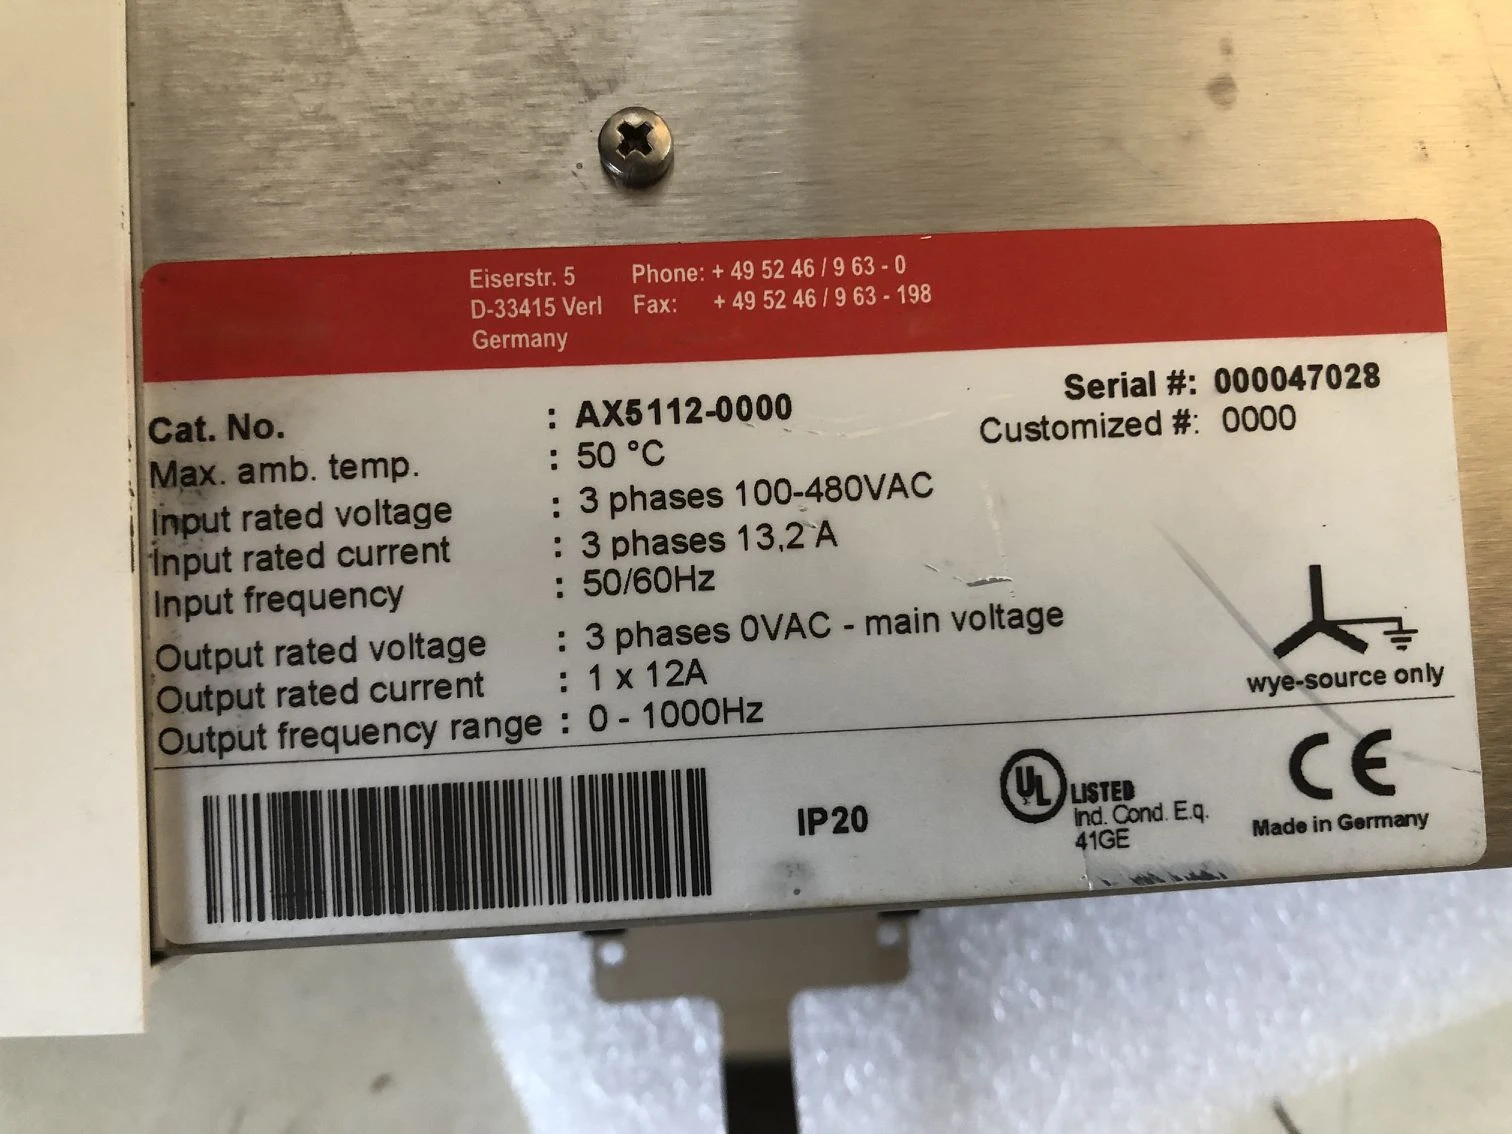 Eiserstr. 5 Phone: + 49 52 46 / 9 63 - 0
D-33415 Verl Fax: + 49 52 46 / 9 63 - 198
Germany
Serial #: 000047028
Cat. No. : AX5112-0000
Customized #: 0000
Max. amb. temp. : 50 °C
Input rated voltage : 3 phases 100-480VAC
Input rated current : 3 phases 13,2 A
Input frequency : 50/60Hz
Output rated voltage : 3 phases 0VAC - main voltage
Output rated current : 1 x 12A
wye-source only
Output frequency range : 0 - 1000Hz
IP20
UL LISTED
Ind. Cond. E.q.
41GE
CE
Made in Germany